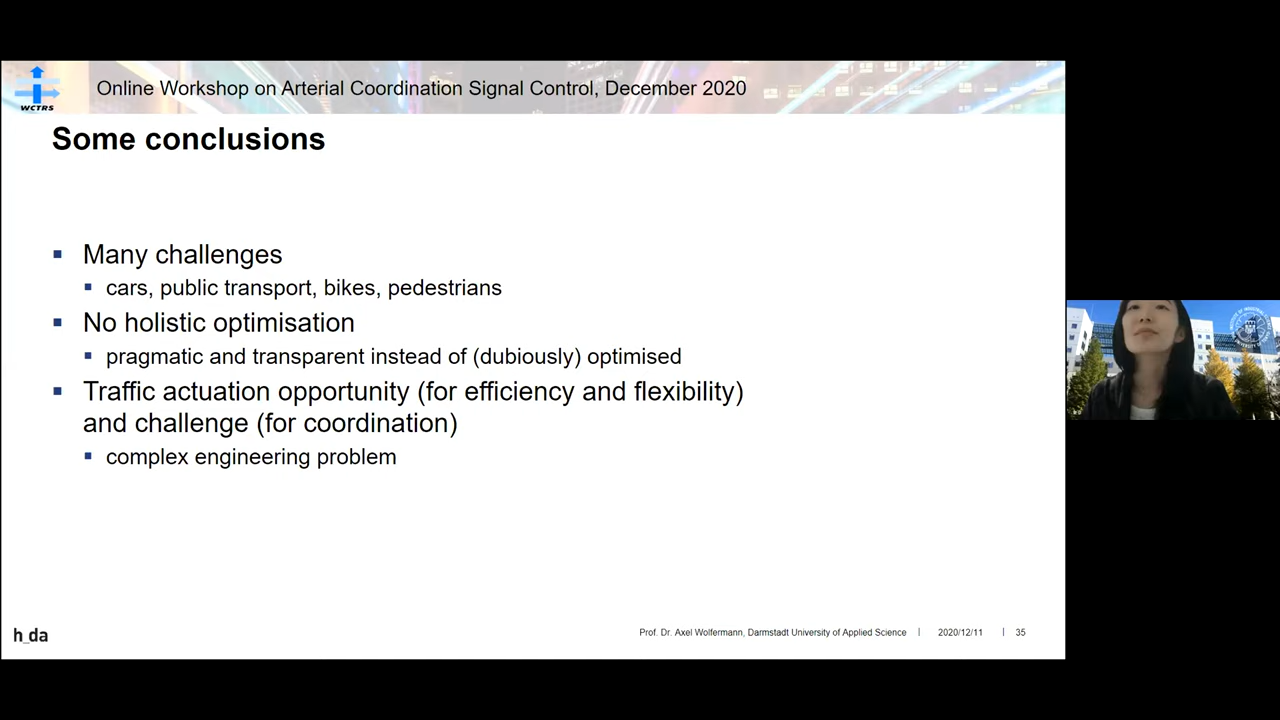 WCTRS
Online Workshop on Arterial Coordination Signal Control, December 2020
Some conclusions
Many challenges
cars, public transport, bikes, pedestrians
No holistic optimisation
pragmatic and transparent instead of (dubiously) optimised
Traffic actuation opportunity (for efficiency and flexibility)
and challenge (for coordination)
complex engineering problem
h_da
Prof. Dr. Axel Wolfermann, Darmstadt University of Applied Science | 2020/12/11 | 35